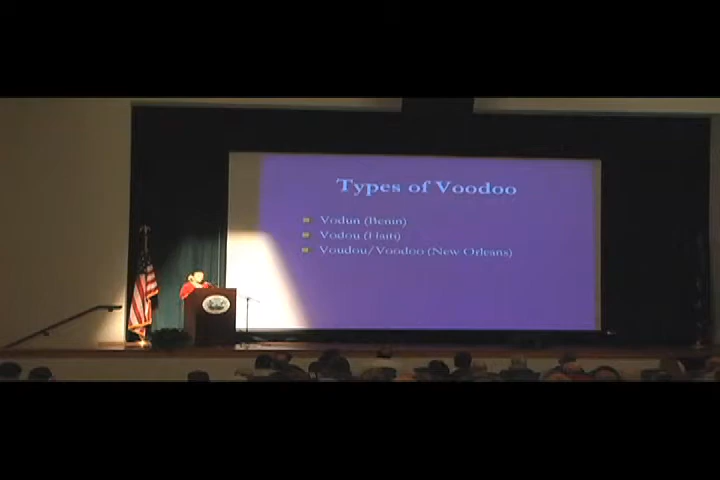 Types of Voodoo
Vodun (Benin)
Vodou (Haiti)
Voudou/Voodoo (New Orleans)